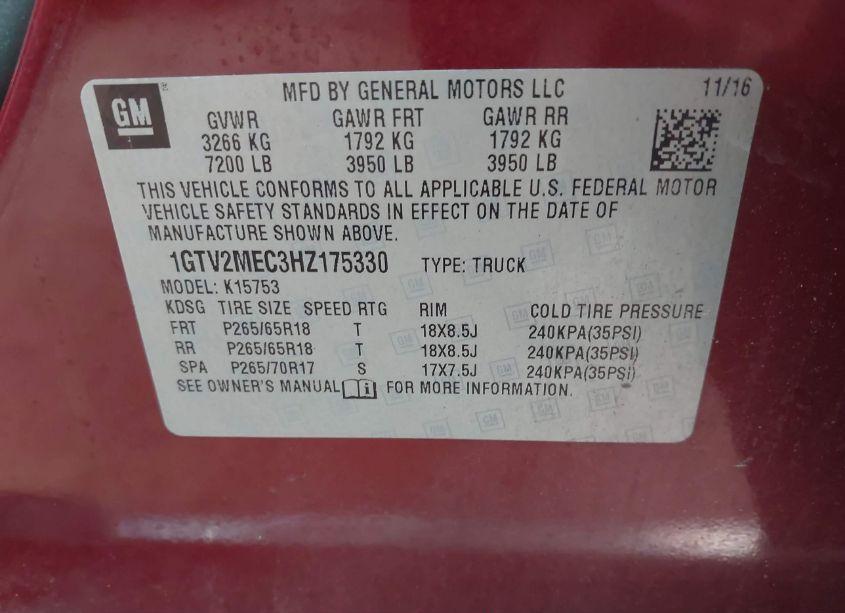 GM
MFD BY GENERAL MOTORS LLC 11/16
GVWR GAWR FRT GAWR RR
3266 KG 1792 KG 1792 KG
7200 LB 3950 LB 3950 LB
THIS VEHICLE CONFORMS TO ALL APPLICABLE U.S. FEDERAL MOTOR
VEHICLE SAFETY STANDARDS IN EFFECT ON THE DATE OF
MANUFACTURE SHOWN ABOVE.
1GTV2MEC3HZ175330 TYPE: TRUCK
MODEL: K15753
KDSG TIRE SIZE SPEED RTG RIM COLD TIRE PRESSURE
FRT P265/65R18 T 18X8.5J 240KPA(35PSI)
RR P265/65R18 T 18X8.5J 240KPA(35PSI)
SPA P265/70R17 S 17X7.5J 240KPA(35PSI)
SEE OWNER'S MANUAL i FOR MORE INFORMATION.